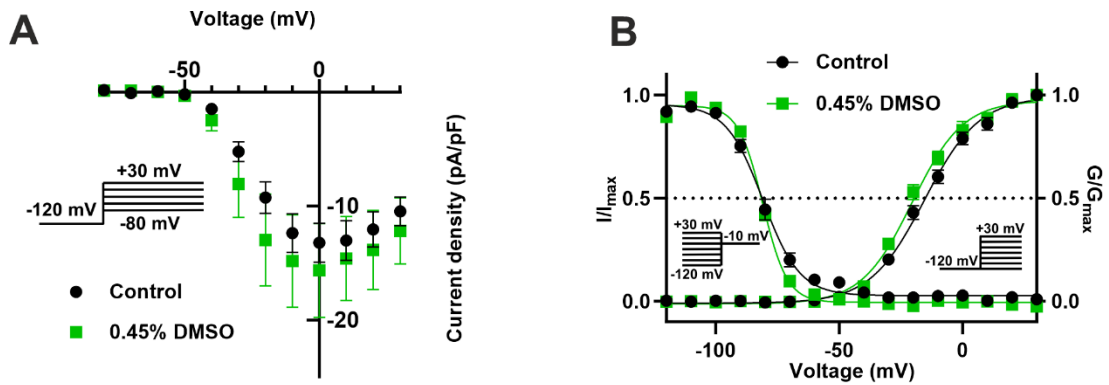 A
Voltage (mV)
-50
0
-10
-20
Current density (pA/pF)
+30 mV
-120 mV
-80 mV
Control
0.45% DMSO
B
Control
0.45% DMSO
1.0
0.5
0.0
I/Imax
1.0
0.5
0.0
G/Gmax
+30 mV
-10 mV
-120 mV
+30 mV
-120 mV
-100
-50
0
Voltage (mV)